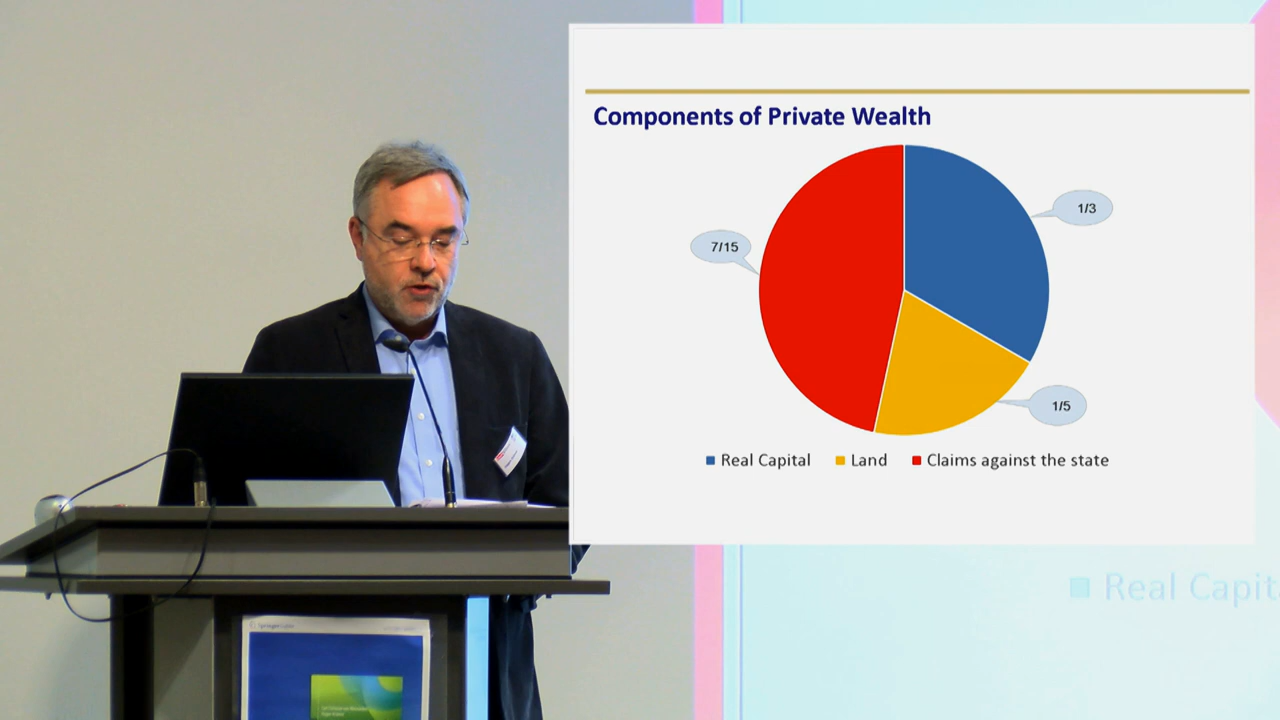 Components of Private Wealth
1/3
7/15
1/5
Real Capital
Land
Claims against the state
Real Capit